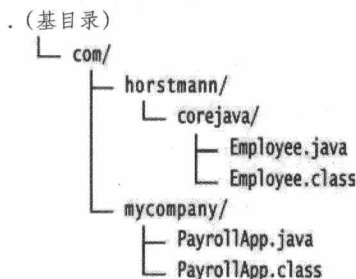 . (基目录)
com/
horstmann/
corejava/
Employee.java
Employee.class
mycompany/
PayrollApp.java
PayrollApp.class